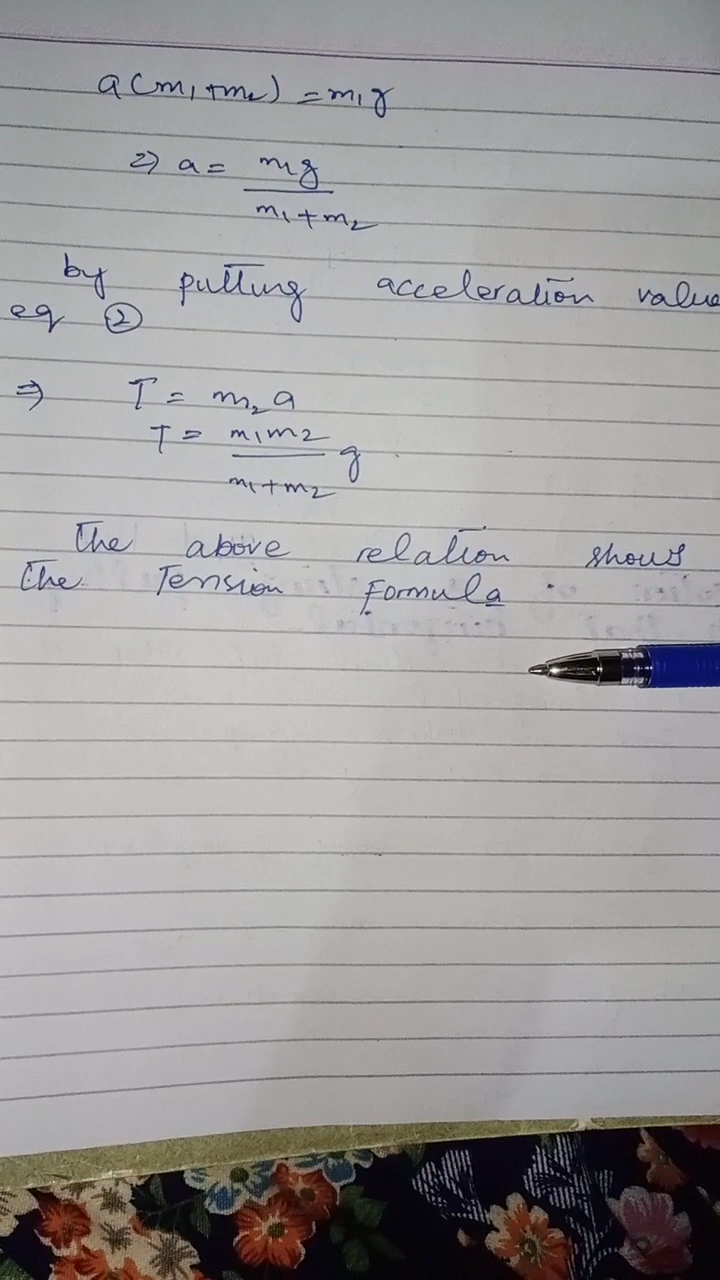 a(m₁+m₂) = m₁g
⇒ a = m₁g / m₁+m₂
by putting acceleration value
eq ②
⇒ T = m₂a
T = m₁m₂ / m₁+m₂ g
The above relation shows
the Tension Formula.